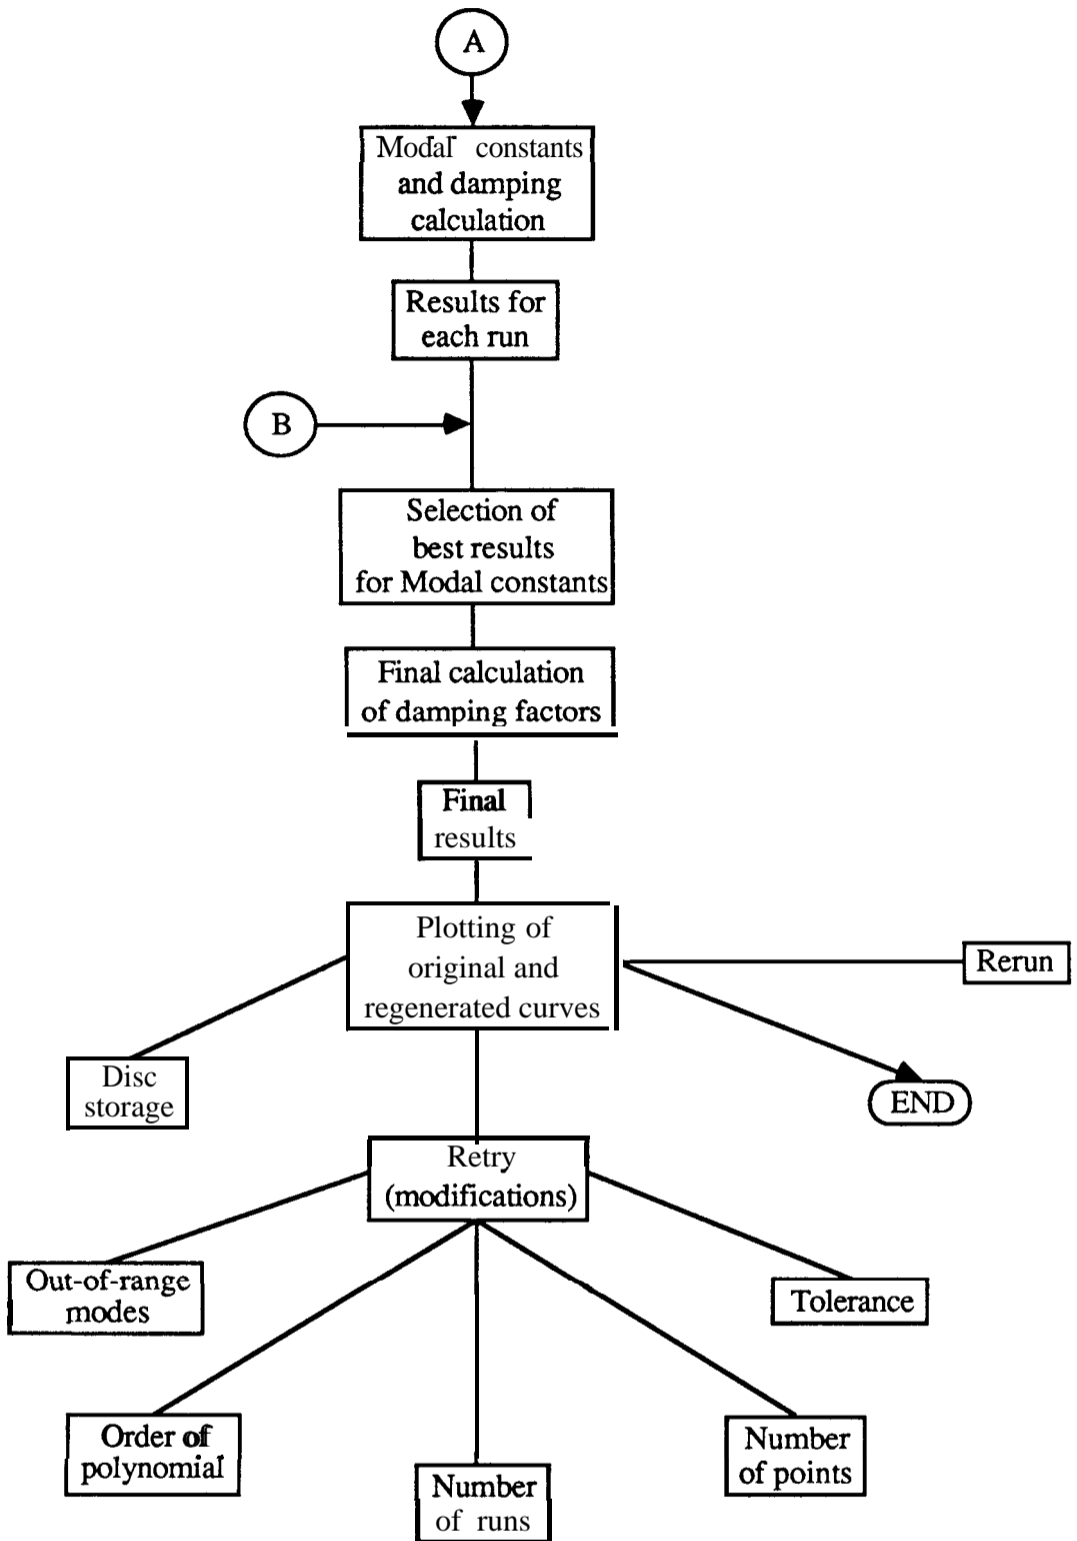 A
Modal constants
and damping
calculation
Results for
each run
B
Selection of
best results
for Modal constants
Final calculation
of damping factors
Final
results
Plotting of
original and
regenerated curves
Rerun
Disc
storage
END
Retry
(modifications)
Out-of-range
modes
Tolerance
Order of
polynomial
Number
of points
Number
of runs